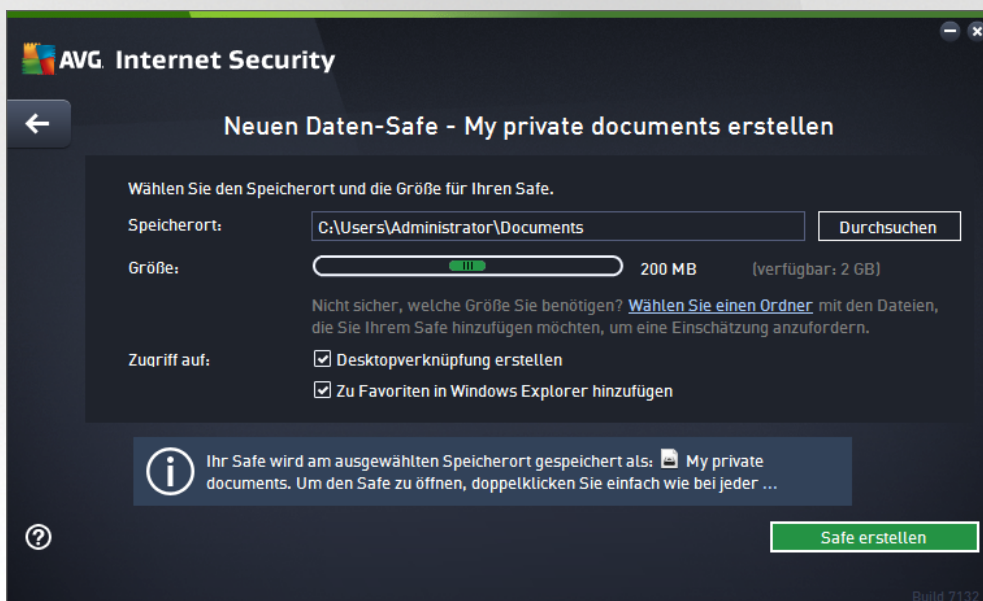 AVG. Internet Security
Neuen Daten-Safe - My private documents erstellen
Wählen Sie den Speicherort und die Größe für Ihren Safe.
Speicherort: C:\Users\Administrator\Documents Durchsuchen
Größe: 200 MB (verfügbar: 2 GB)
Nicht sicher, welche Größe Sie benötigen? Wählen Sie einen Ordner mit den Dateien,
die Sie Ihrem Safe hinzufügen möchten, um eine Einschätzung anzufordern.
Zugriff auf: Desktopverknüpfung erstellen
Zu Favoriten in Windows Explorer hinzufügen
Ihr Safe wird am ausgewählten Speicherort gespeichert als: My private
documents. Um den Safe zu öffnen, doppelklicken Sie einfach wie bei jeder ...
Safe erstellen
Build 7132